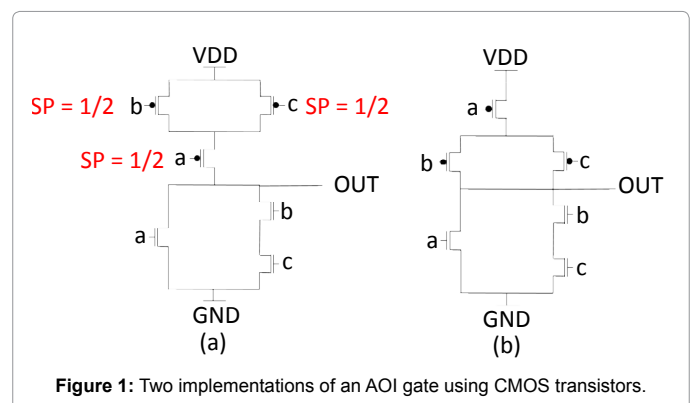 VDD
SP = 1/2 b c SP = 1/2
SP = 1/2 a
OUT
b
a
c
GND
(a)
VDD
a
b c
OUT
b
a
c
GND
(b)
Figure 1: Two implementations of an AOI gate using CMOS transistors.